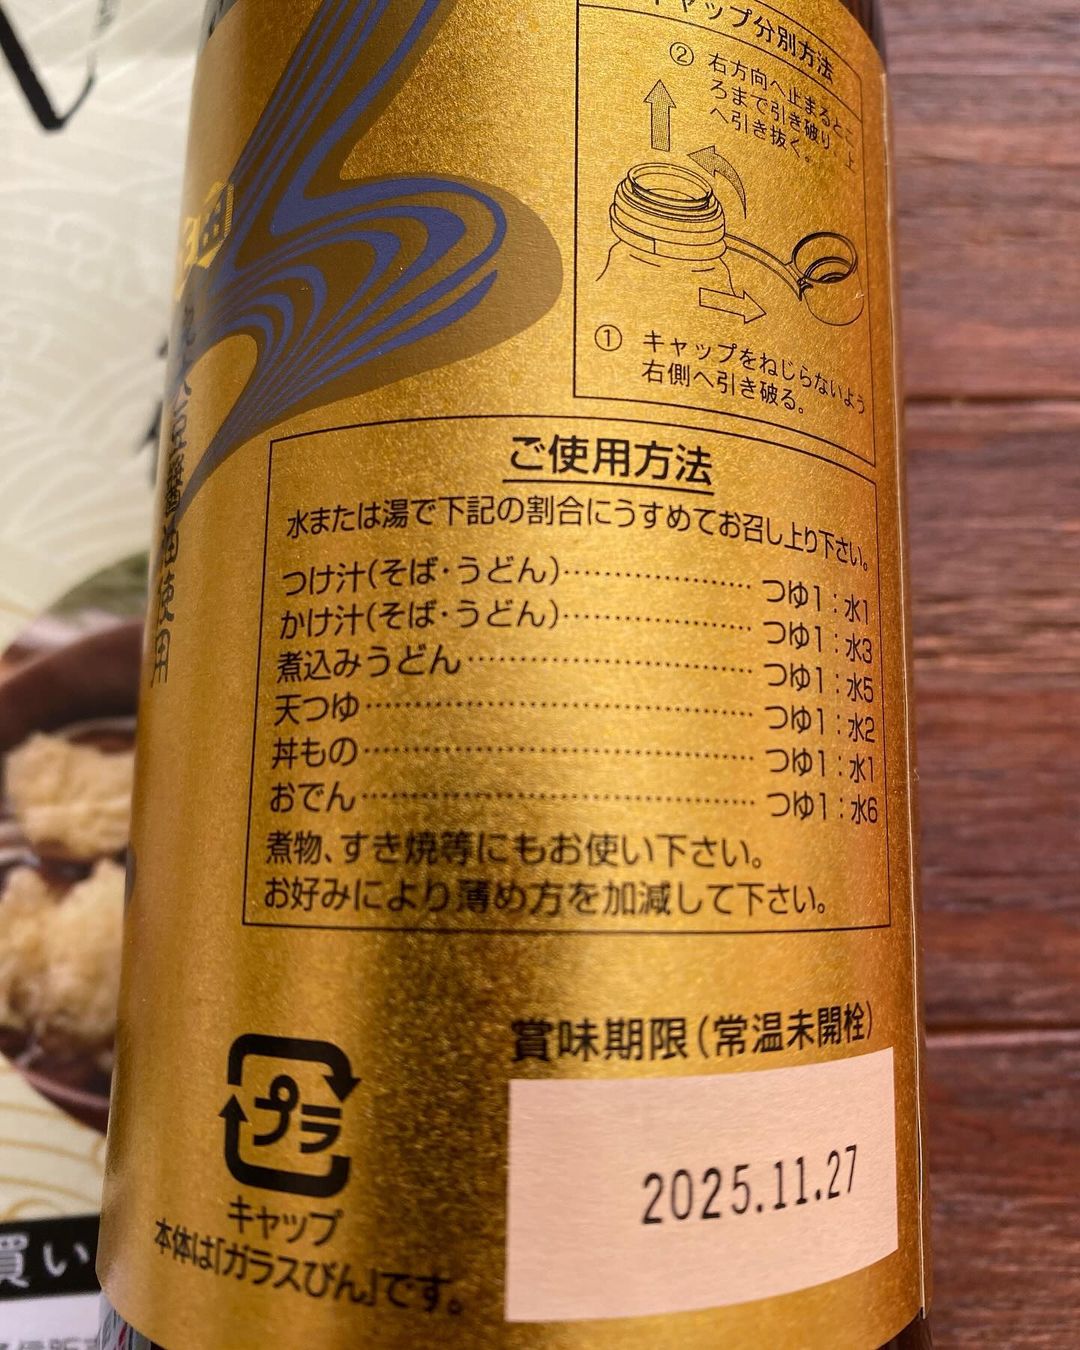 キャップ分別方法
② 右方向へ止まるとこ
ろまで引き破り、上
へ引き抜く。
① キャップをねじらないよう
右側へ引き破る。
大豆醤油使用
ご使用方法
水または湯で下記の割合にうすめてお召し上り下さい。
つけ汁(そば・うどん)…………………つゆ1：水1
かけ汁(そば・うどん)…………………つゆ1：水3
煮込みうどん…………………………つゆ1：水5
天つゆ…………………………………つゆ1：水2
丼もの…………………………………つゆ1：水1
おでん…………………………………つゆ1：水6
煮物、すき焼等にもお使い下さい。
お好みにより薄め方を加減して下さい。
賞味期限(常温未開栓)
2025.11.27
プラ
キャップ
本体は「ガラスびん」です。
買い